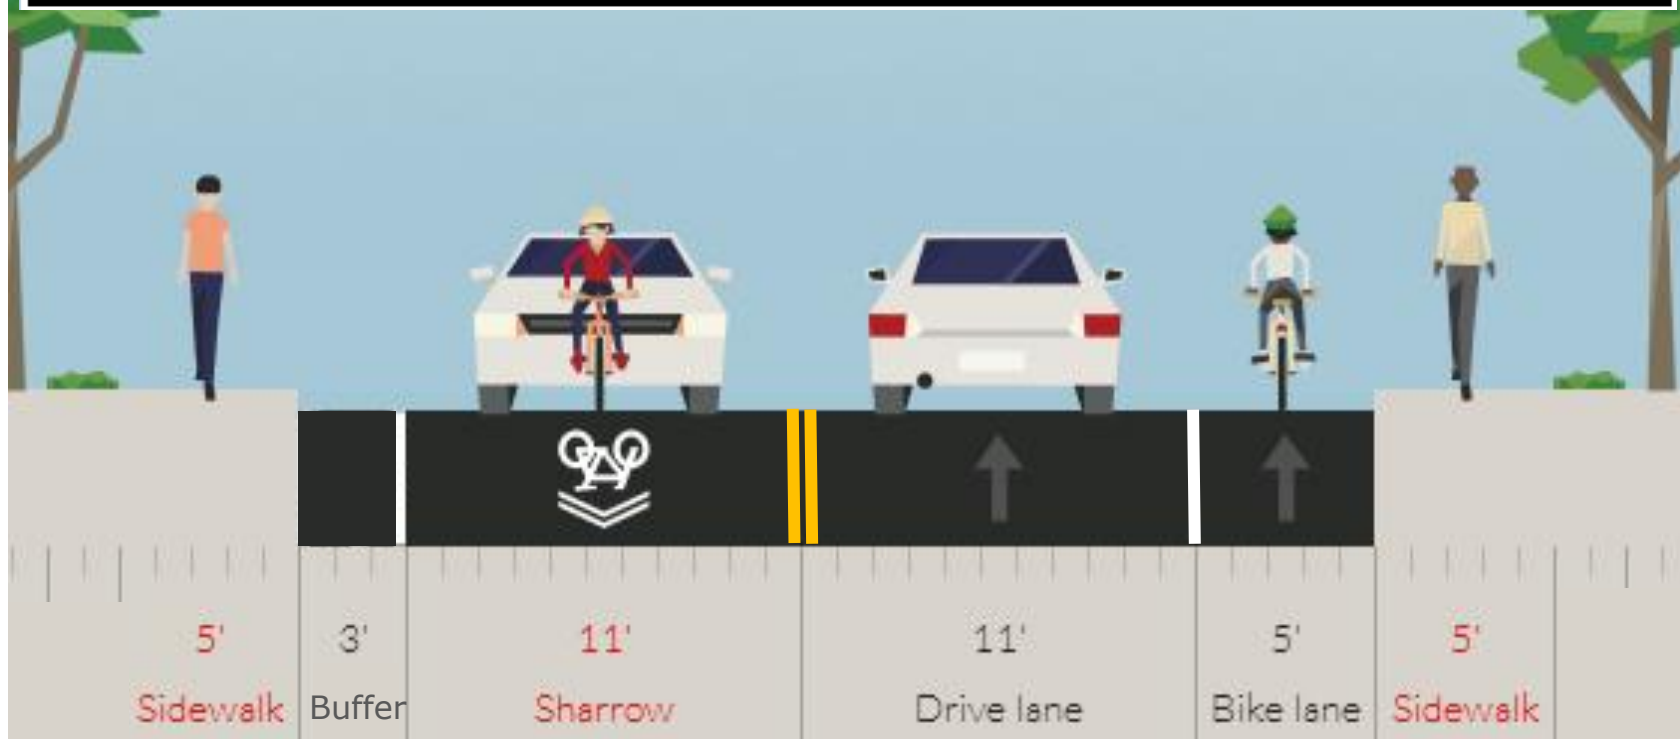 5' 3' 11' 11' 5' 5'
Sidewalk Buffer Sharrow Drive lane Bike lane Sidewalk